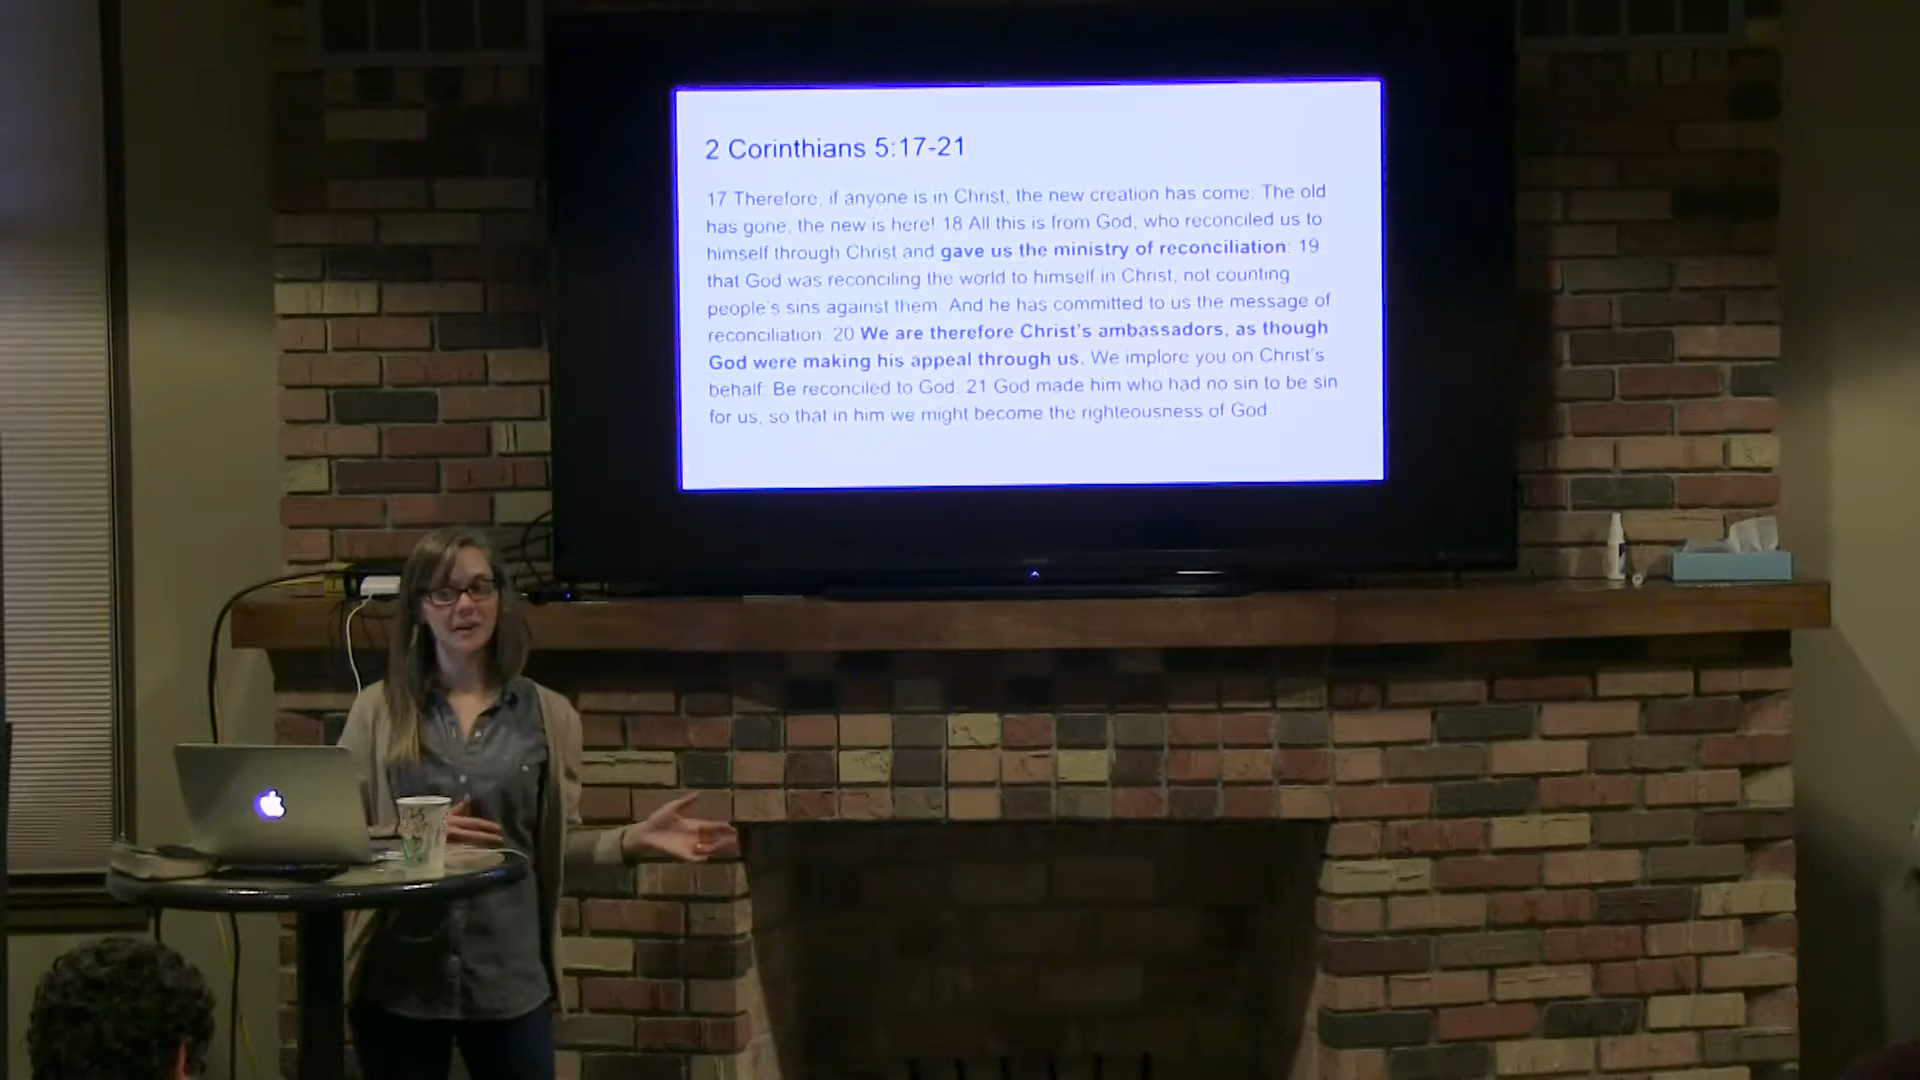 2 Corinthians 5:17-21
17 Therefore, if anyone is in Christ, the new creation has come: The old
has gone, the new is here! 18 All this is from God, who reconciled us to
himself through Christ and gave us the ministry of reconciliation: 19
that God was reconciling the world to himself in Christ, not counting
people's sins against them. And he has committed to us the message of
reconciliation. 20 We are therefore Christ's ambassadors, as though
God were making his appeal through us. We implore you on Christ's
behalf: Be reconciled to God. 21 God made him who had no sin to be sin
for us, so that in him we might become the righteousness of God.